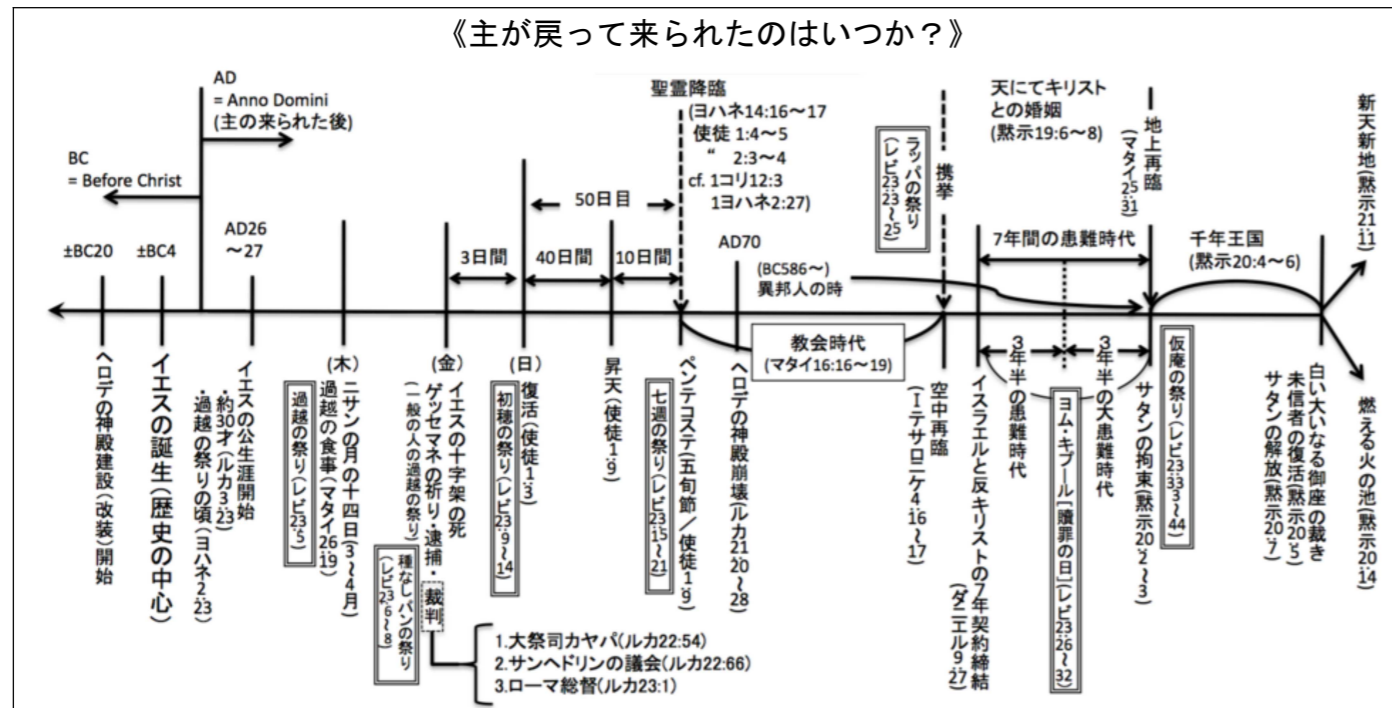 《主が戻って来られたのはいつか？》
AD
= Anno Domini
(主の来られた後)
BC
= Before Christ
±BC20
±BC4
AD26
～27
3日間
50日目
40日間
10日間
聖霊降臨
(ヨハネ14:16～17
使徒 1:4～5
“ 2:3～4
cf. 1コリ12:3
1ヨハネ2:27)
AD70
(BC586～)
異邦人の時
ラッパの祭り
(レビ23:23～25)
携挙
天にてキリスト
との婚姻
(黙示19:6～8)
地上再臨
(マタイ25:31)
7年間の患難時代
千年王国
(黙示20:4～6)
新天新地(黙示21:11)
ヘロデの神殿建設(改装)開始
イエスの誕生(歴史の中心)
イエスの公生涯開始
・約30才(ルカ3:23)
・過越の祭りの頃(ヨハネ2:23)
(木)
ニサンの月の十四日(3～4月)
過越の食事(マタイ26:19)
過越の祭り(レビ23:5)
(金)
イエスの十字架の死
ゲッセマネの祈り・逮捕・裁判
(一般の人の過越の祭り)
種なしパンの祭り
(レビ23:6～8)
1.大祭司カヤパ(ルカ22:54)
2.サンヘドリンの議会(ルカ22:66)
3.ローマ総督(ルカ23:1)
(日)
復活(使徒1:3)
初穂の祭り(レビ23:9～14)
昇天(使徒1:9)
ペンテコステ(五旬節／使徒1:9)
七週の祭り(レビ23:15～21)
教会時代
(マタイ16:16～19)
ヘロデの神殿崩壊(ルカ21:20～28)
空中再臨
(Ⅰテサロニケ4:16～17)
イスラエルと反キリストの7年契約締結
(ダニエル9:27)
3年半の患難時代
ヨム・キプール[贖罪の日](レビ23:26～32)
3年半の大患難時代
サタンの拘束(黙示20:2～3)
仮庵の祭り(レビ23:33～44)
白い大いなる御座の裁き
未信者の復活(黙示20:5)
サタンの解放(黙示20:7)
燃える火の池(黙示20:14)